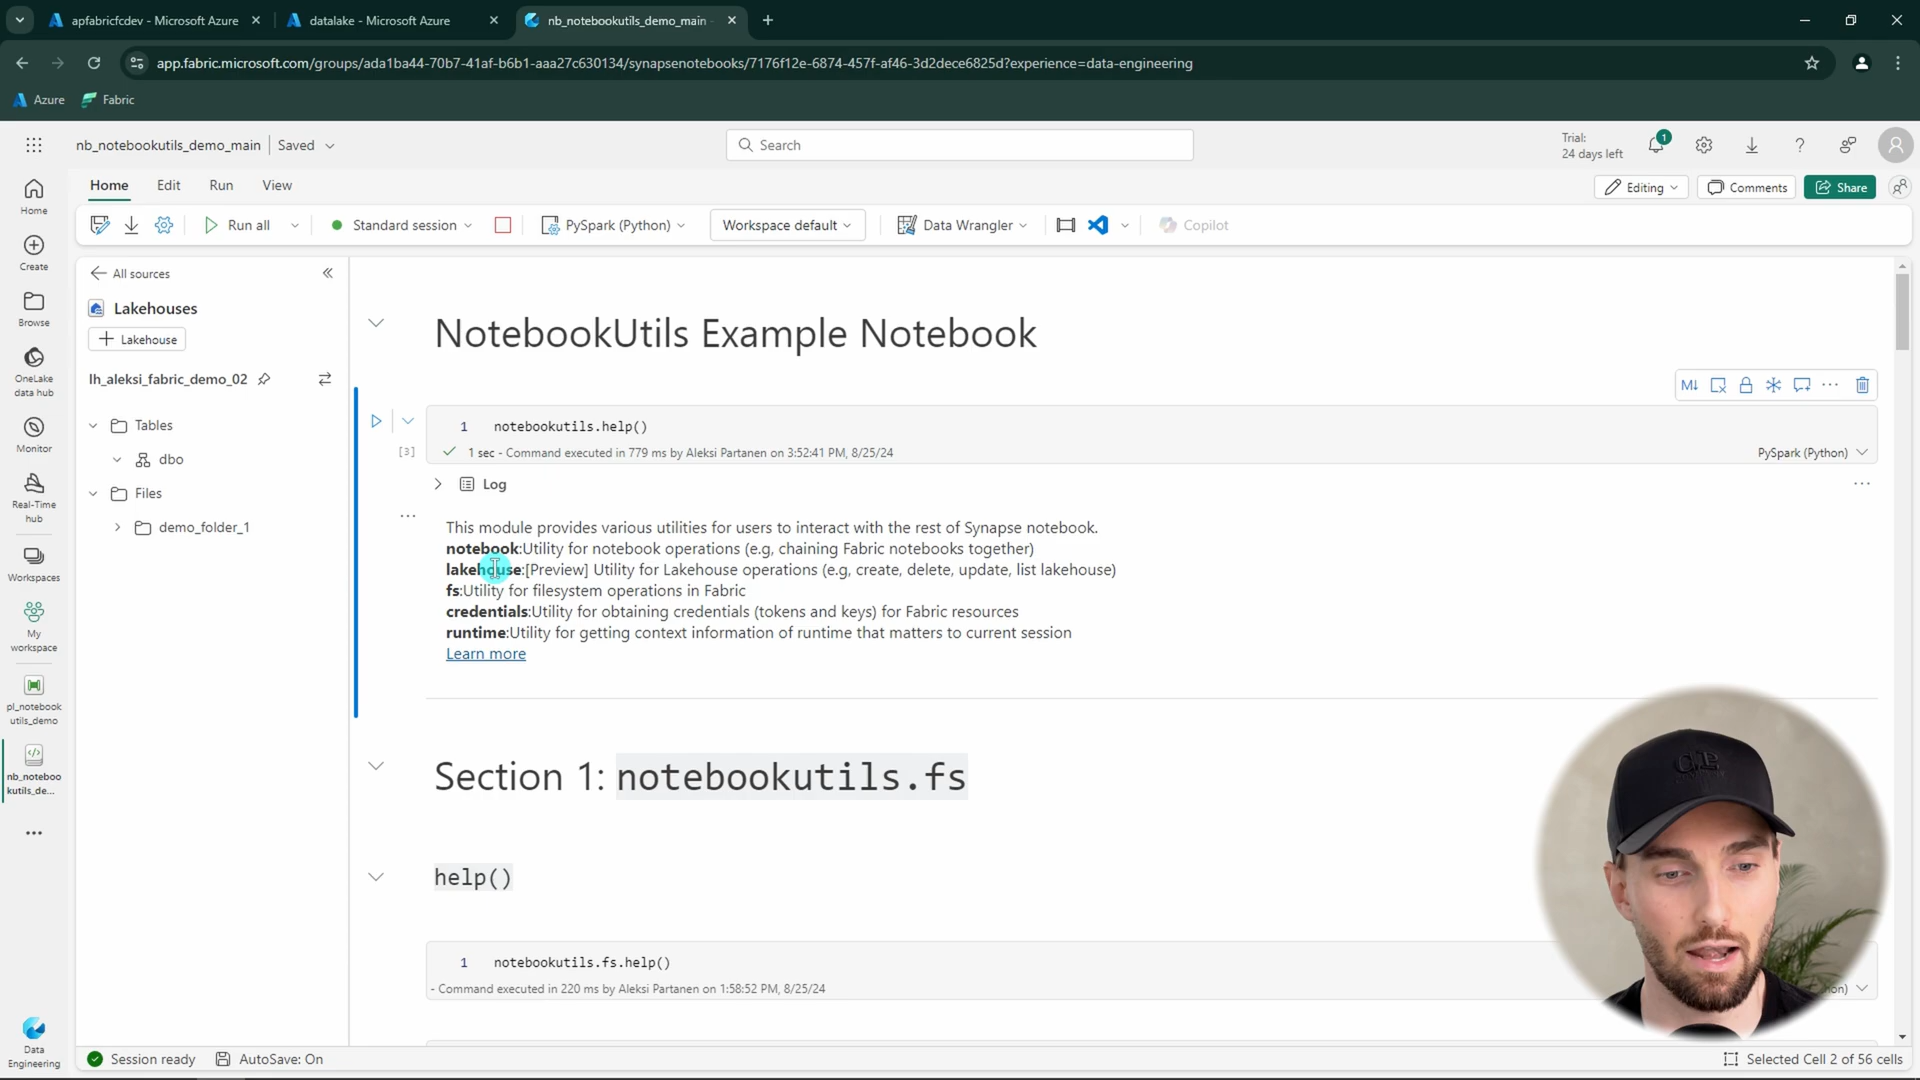 apfabricfcdev - Microsoft Azure
datalake - Microsoft Azure
nb_notebookutils_demo_main
app.fabric.microsoft.com/groups/ada1ba44-70b7-41af-b6b1-aaa27c630134/synapsenotebooks/7176f12e-6874-457f-af46-3d2dece6825d?experience=data-engineering
Azure
Fabric
nb_notebookutils_demo_main
Saved
Search
Trial:
24 days left
1
Home
Edit
Run
View
Editing
Comments
Share
Run all
Standard session
PySpark (Python)
Workspace default
Data Wrangler
Copilot
Home
Create
Browse
OneLake
data hub
Monitor
Real-Time
hub
Workspaces
My
workspace
pl_notebook
utils_demo
nb_noteboo
kutils_de...
Data
Engineering
All sources
Lakehouses
Lakehouse
lh_aleksi_fabric_demo_02
Tables
dbo
Files
demo_folder_1
NotebookUtils Example Notebook
M↓
1 notebookutils.help()
[3]
1 sec - Command executed in 779 ms by Aleksi Partanen on 3:52:41 PM, 8/25/24
PySpark (Python)
Log
This module provides various utilities for users to interact with the rest of Synapse notebook.
notebook:Utility for notebook operations (e.g, chaining Fabric notebooks together)
lakehouse:[Preview] Utility for Lakehouse operations (e.g, create, delete, update, list lakehouse)
fs:Utility for filesystem operations in Fabric
credentials:Utility for obtaining credentials (tokens and keys) for Fabric resources
runtime:Utility for getting context information of runtime that matters to current session
Learn more
Section 1: notebookutils.fs
help()
1 notebookutils.fs.help()
- Command executed in 220 ms by Aleksi Partanen on 1:58:52 PM, 8/25/24
Session ready
AutoSave: On
Selected Cell 2 of 56 cells